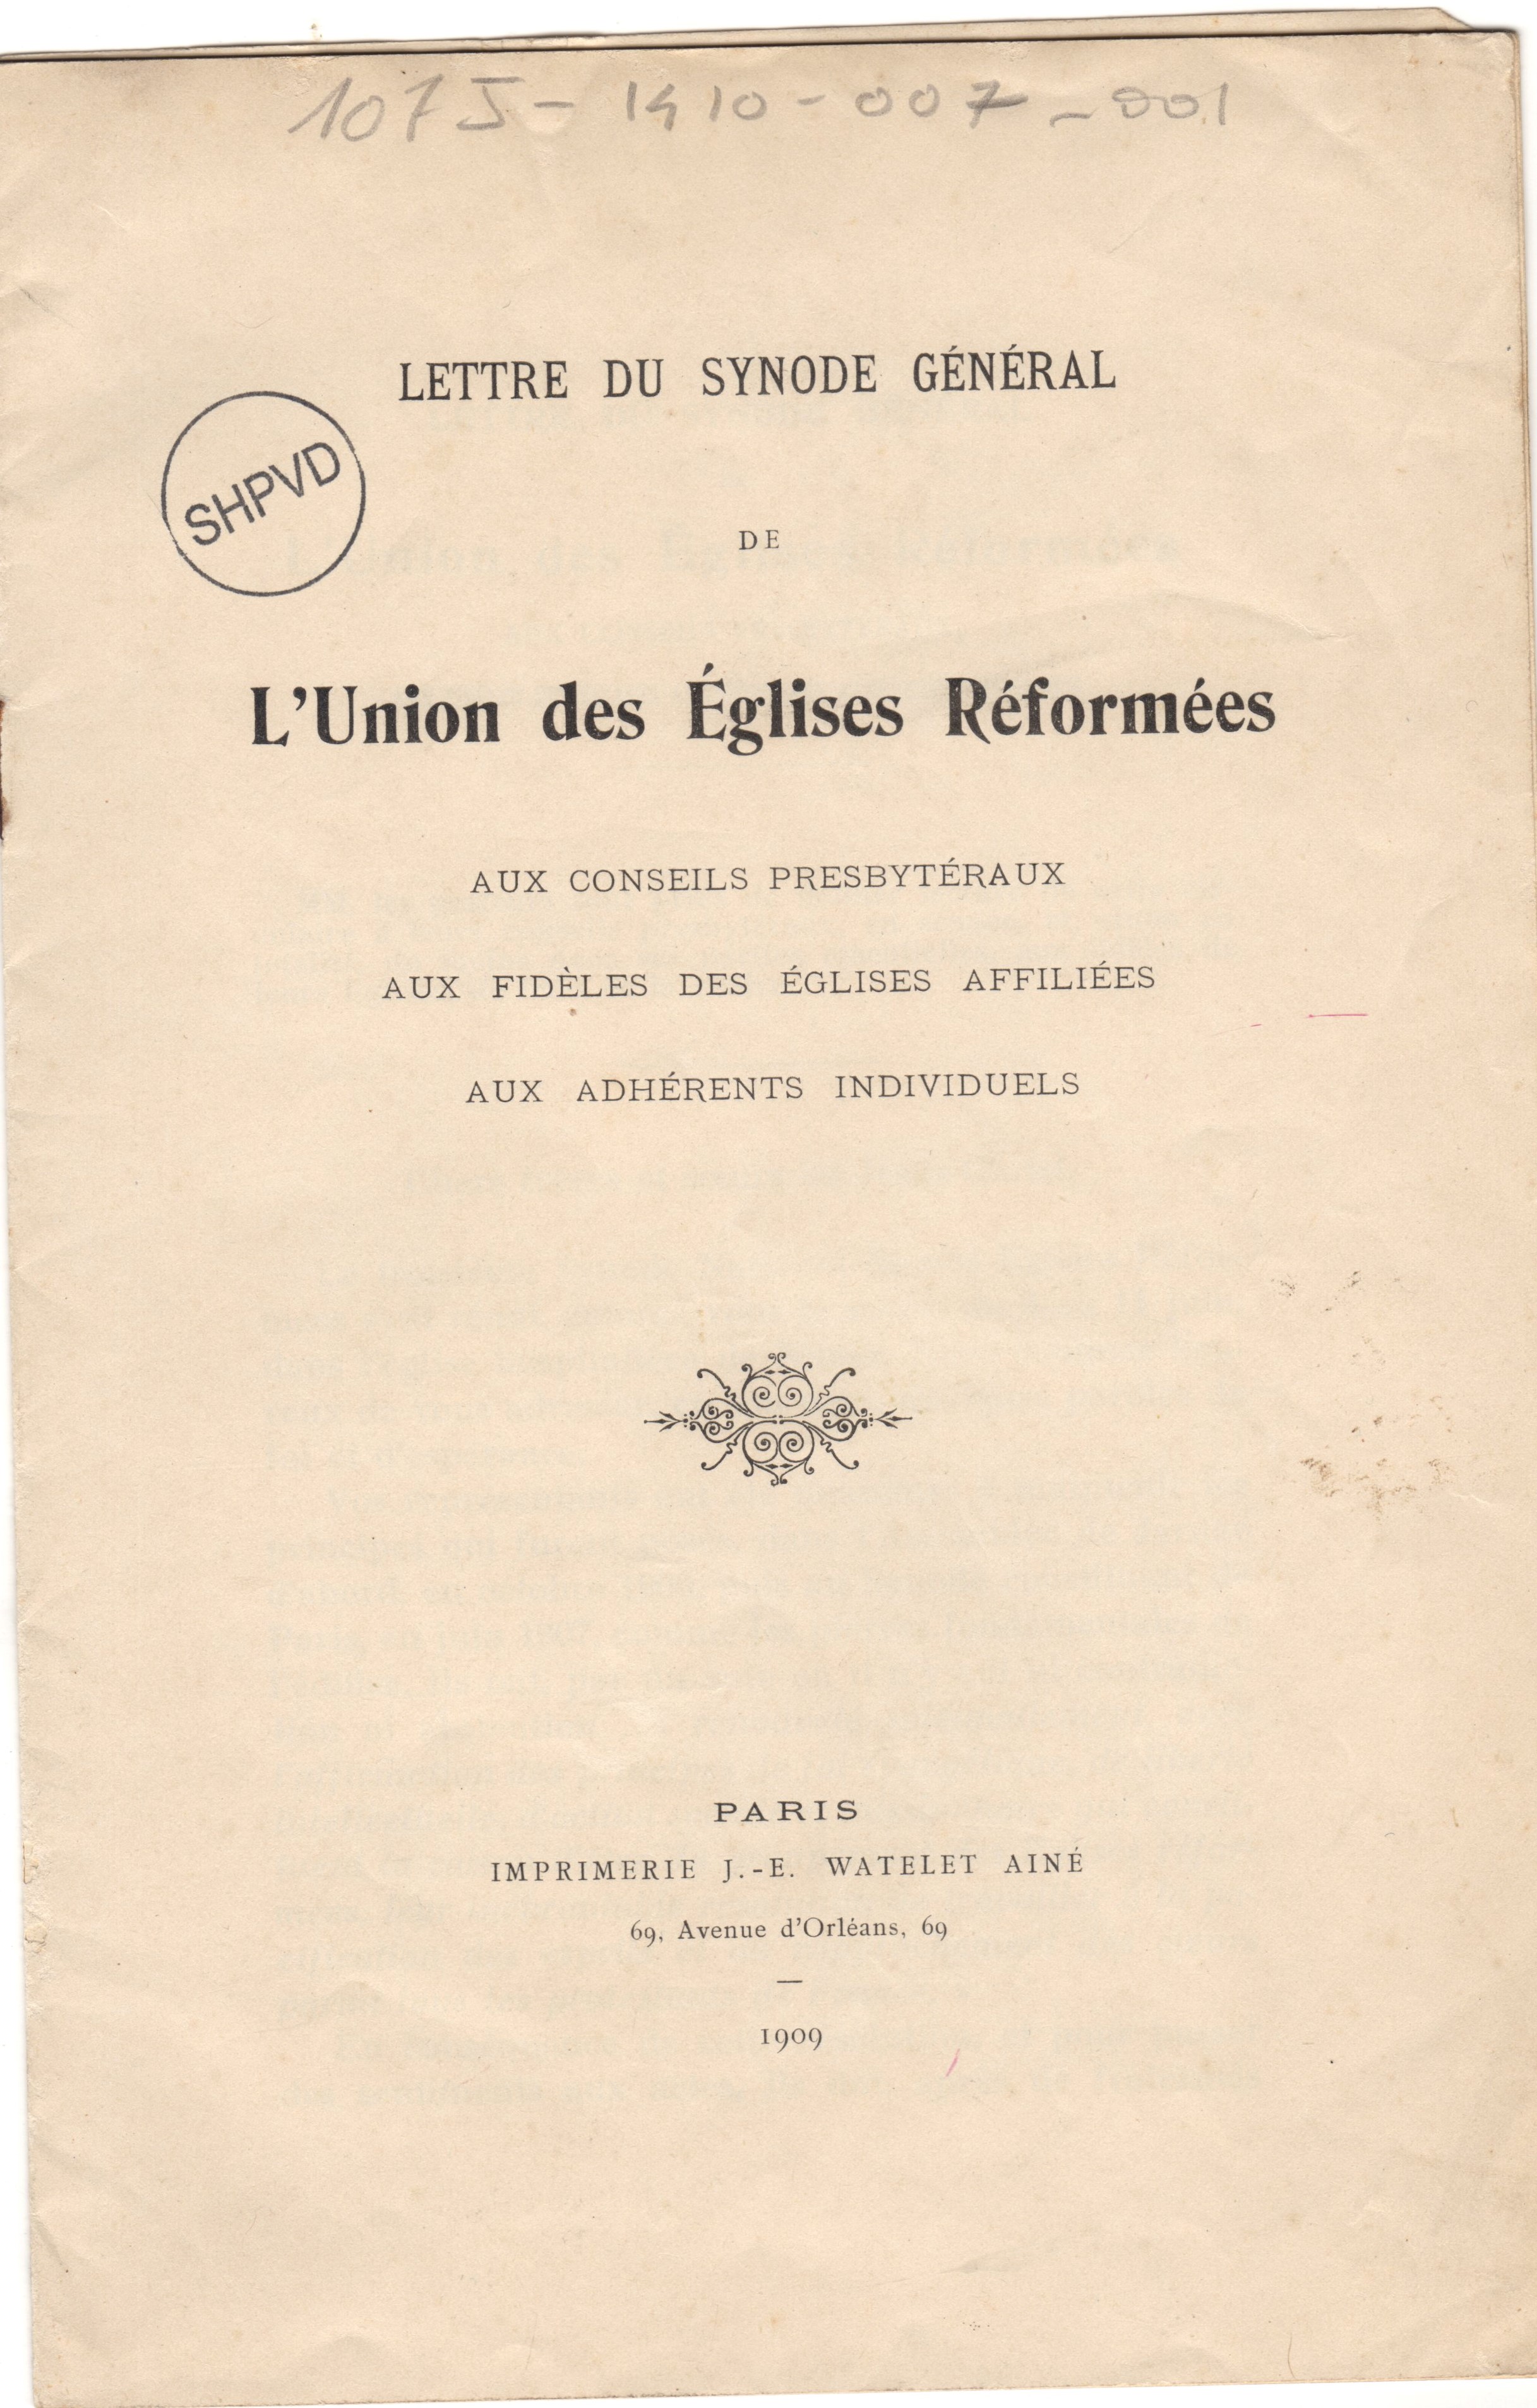 107J - 1410 - 007 - 001
LETTRE DU SYNODE GÉNÉRAL
SHPVD
DE
L'Union des Églises Réformées
AUX CONSEILS PRESBYTÉRAUX
AUX FIDÈLES DES ÉGLISES AFFILIÉES
AUX ADHÉRENTS INDIVIDUELS
PARIS
IMPRIMERIE J.-E. WATELET AINÉ
69, Avenue d'Orléans, 69
—
1909